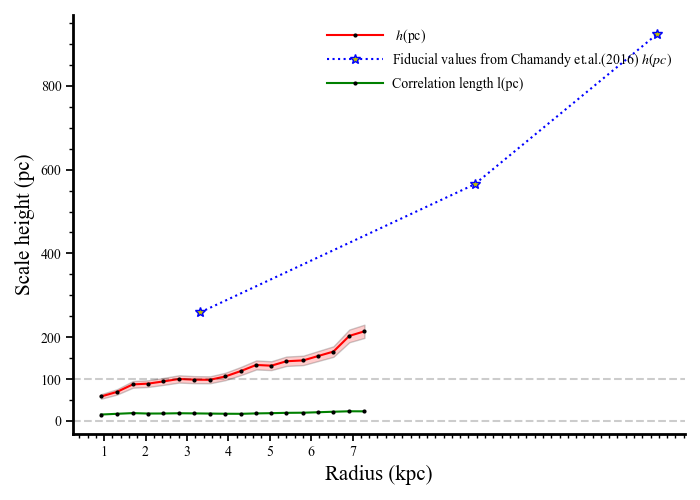 h(pc)
Fiducial values from Chamandy et.al.(2016) h(pc)
Correlation length l(pc)
Scale height (pc)
800
600
400
200
100
0
1 2 3 4 5 6 7
Radius (kpc)